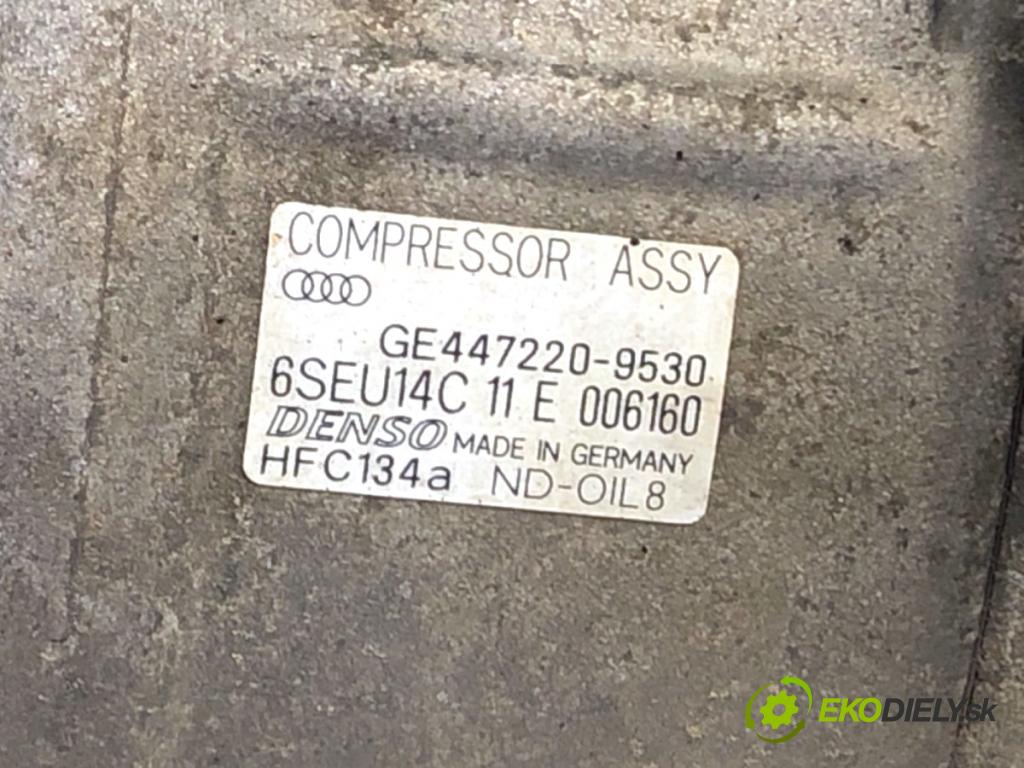 COMPRESSOR ASSY
GE447220-9530
6SEU14C 11 E 006160
DENSO MADE IN GERMANY
HFC134a ND-OIL8
EKODIELY.sk